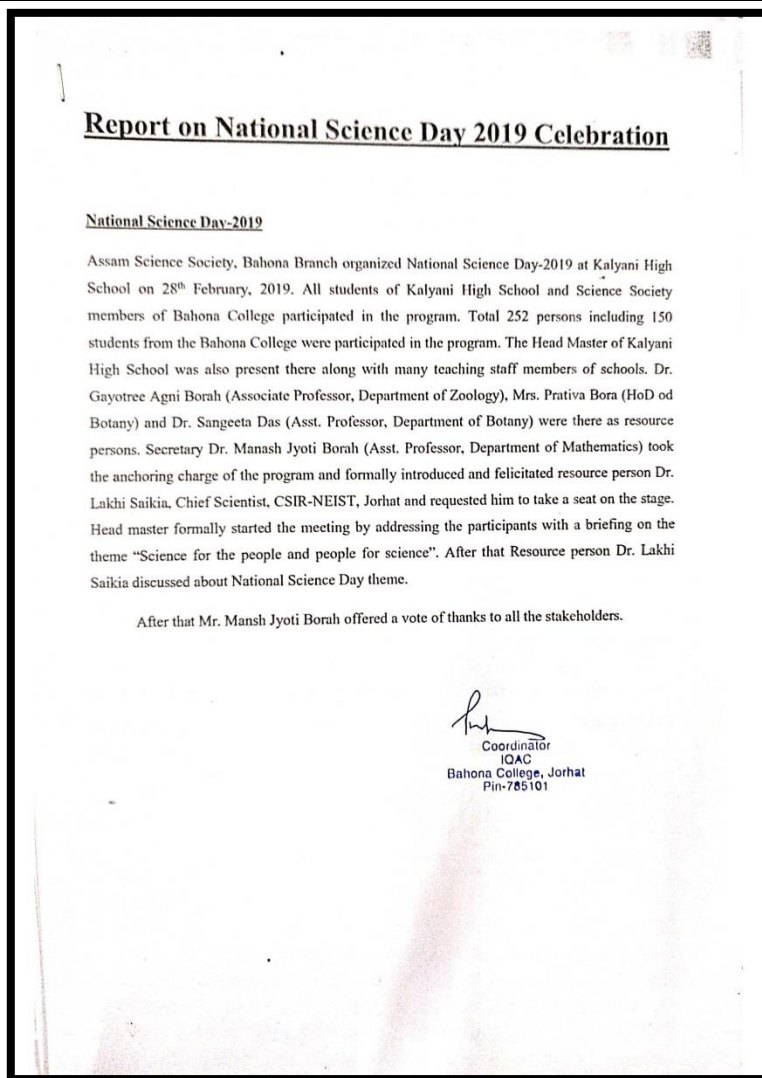 Report on National Science Day 2019 Celebration
National Science Day-2019
Assam Science Society, Bahona Branch organized National Science Day-2019 at Kalyani High
School on 28th February, 2019. All students of Kalyani High School and Science Society
members of Bahona College participated in the program. Total 252 persons including 150
students from the Bahona College were participated in the program. The Head Master of Kalyani
High School was also present there along with many teaching staff members of schools. Dr.
Gayotree Agni Borah (Associate Professor, Department of Zoology), Mrs. Prativa Bora (HoD od
Botany) and Dr. Sangeeta Das (Asst. Professor, Department of Botany) were there as resource
persons. Secretary Dr. Manash Jyoti Borah (Asst. Professor, Department of Mathematics) took
the anchoring charge of the program and formally introduced and felicitated resource person Dr.
Lakhi Saikia, Chief Scientist, CSIR-NEIST, Jorhat and requested him to take a seat on the stage.
Head master formally started the meeting by addressing the participants with a briefing on the
theme “Science for the people and people for science”. After that Resource person Dr. Lakhi
Saikia discussed about National Science Day theme.
After that Mr. Mansh Jyoti Borah offered a vote of thanks to all the stakeholders.
Coordinator
IQAC
Bahona College, Jorhat
Pin-785101